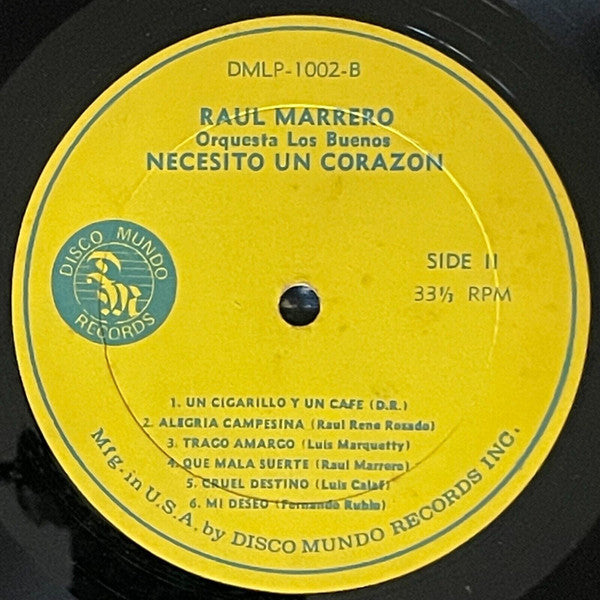 DMLP-1002-B
RAUL MARRERO
Orquesta Los Buenos
NECESITO UN CORAZON
DISCO MUNDO
RECORDS
SIDE II
33⅓ RPM
1. UN CIGARILLO Y UN CAFE (D.R.)
2. ALEGRIA CAMPESINA (Raul Rene Rosado)
3. TRAGO AMARGO (Luis Marquetty)
4. QUE MALA SUERTE (Raul Marrero)
5. CRUEL DESTINO (Luis Calaf)
6. MI DESEO (Fernando Rubio)
Mfg. in U.S.A. by DISCO MUNDO RECORDS INC.